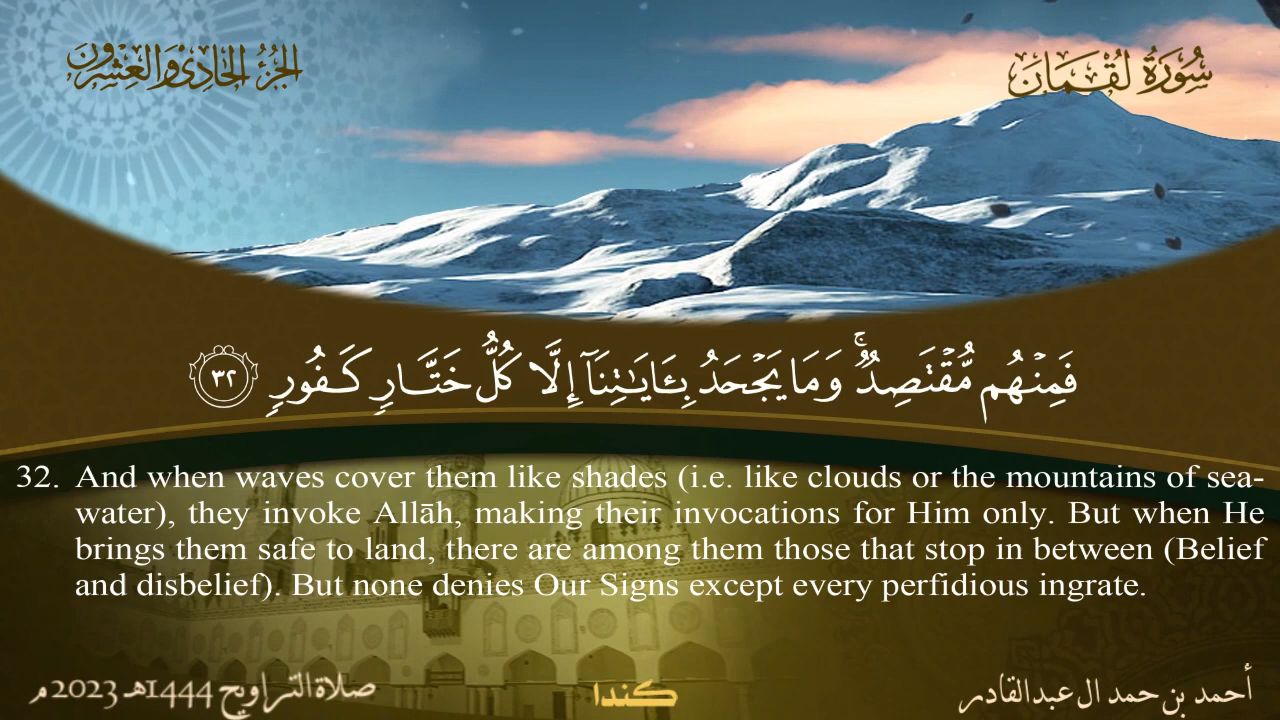 سُورَةُ لُقْمَانَ
الجُزْءُ الحَادِي وَالعِشْرُونَ
فَمِنْهُم مُّقْتَصِدٌ ۚ وَمَا يَجْحَدُ بِـَٔايَـٰتِنَآ إِلَّا كُلُّ خَتَّارٍ كَفُورٍ ٣٢
32. And when waves cover them like shades (i.e. like clouds or the mountains of sea-
water), they invoke Allāh, making their invocations for Him only. But when He
brings them safe to land, there are among them those that stop in between (Belief
and disbelief). But none denies Our Signs except every perfidious ingrate.
أحمد بن حمد ال عبدالقادر
كندا
صلاة التراويح 1444هـ 2023م